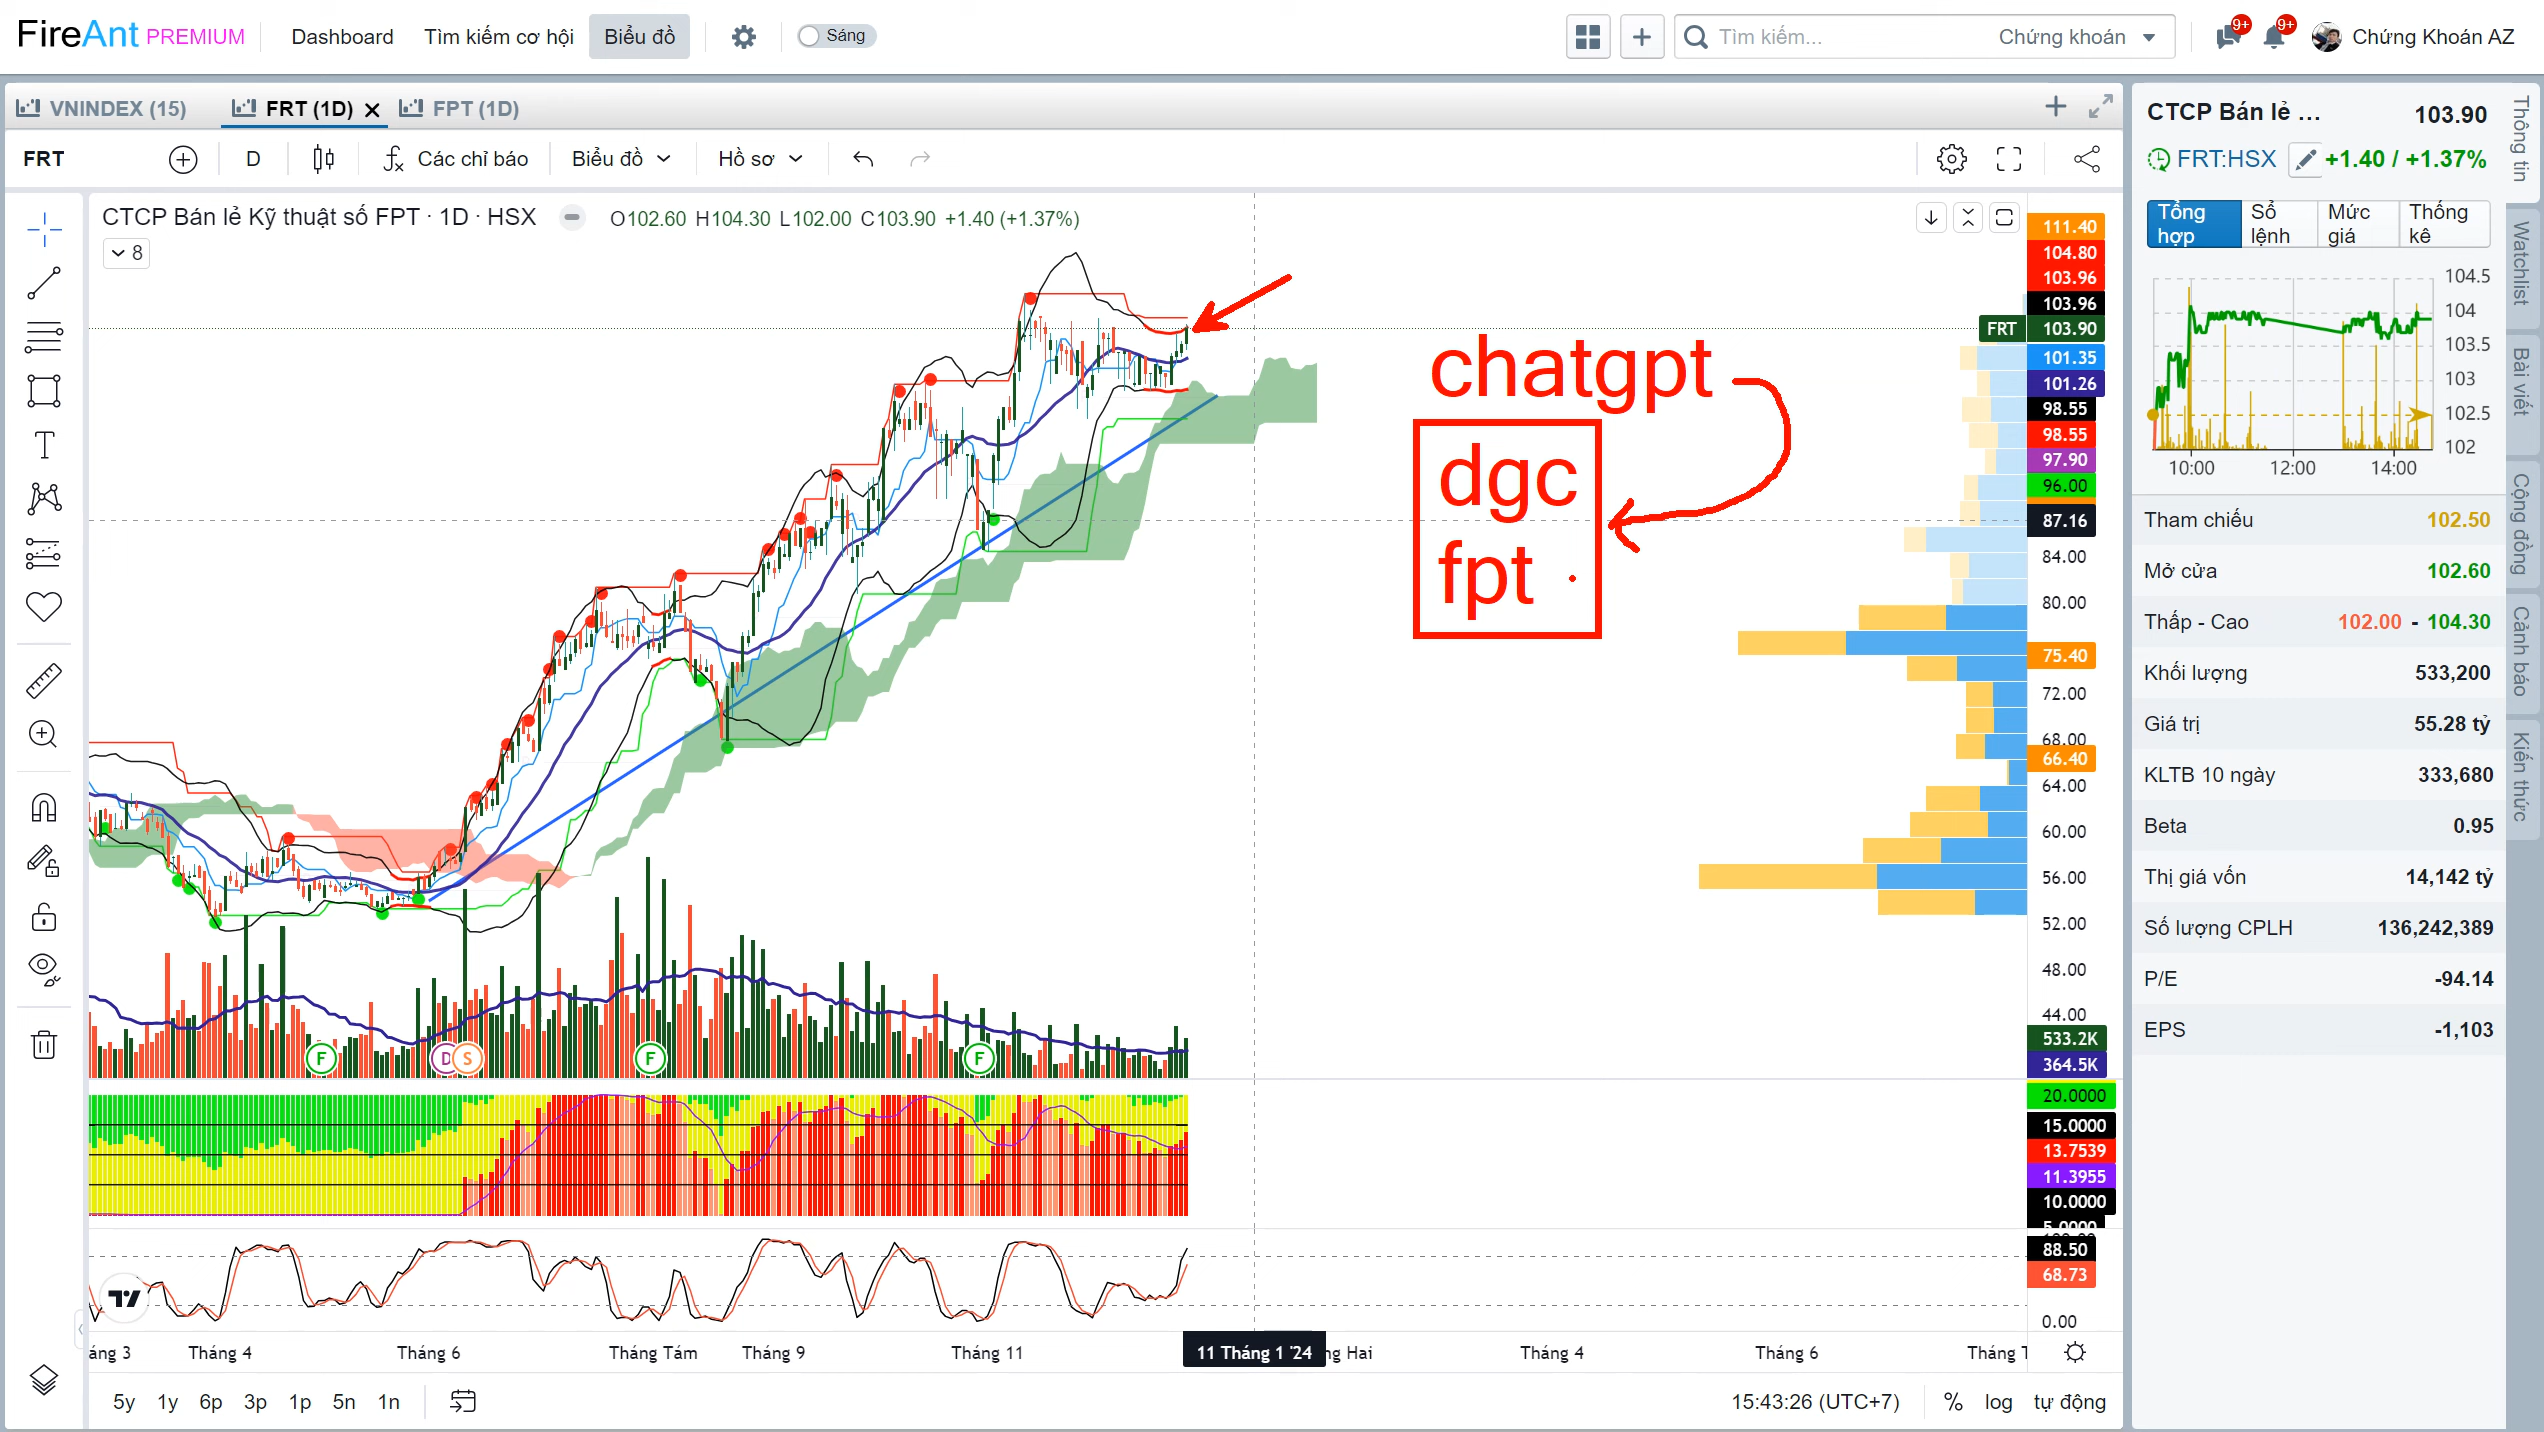 FireAnt PREMIUM
Dashboard
Tìm kiếm cơ hội
Biểu đồ
Sáng
Tìm kiếm...
Chứng khoán
9+
9+
Chứng Khoán AZ
VNINDEX (15)
FRT (1D)
FPT (1D)
FRT
D
Các chỉ báo
Biểu đồ
Hồ sơ
CTCP Bán lẻ Kỹ thuật số FPT · 1D · HSX
O102.60 H104.30 L102.00 C103.90 +1.40 (+1.37%)
8
chatgpt
dgc
fpt
111.40
104.80
103.96
103.96
FRT 103.90
101.35
101.26
98.55
98.55
97.90
96.00
87.16
84.00
80.00
75.40
72.00
68.00
66.40
64.00
60.00
56.00
52.00
48.00
44.00
533.2K
364.5K
F
D
S
F
F
20.0000
15.0000
13.7539
11.3955
10.0000
5.0000
88.50
68.73
0.00
áng 3
Tháng 4
Tháng 6
Tháng Tám
Tháng 9
Tháng 11
11 Tháng 1 '24
ng Hai
Tháng 4
Tháng 6
Tháng
5y 1y 6p 3p 1p 5n 1n
15:43:26 (UTC+7)
% log tự động
CTCP Bán lẻ ...
103.90
FRT:HSX
+1.40 / +1.37%
Tổng hợp
Sổ lệnh
Mức giá
Thống kê
104.5
104
103.5
103
102.5
102
10:00 12:00 14:00
Tham chiếu 102.50
Mở cửa 102.60
Thấp - Cao 102.00 - 104.30
Khối lượng 533,200
Giá trị 55.28 tỷ
KLTB 10 ngày 333,680
Beta 0.95
Thị giá vốn 14,142 tỷ
Số lượng CPLH 136,242,389
P/E -94.14
EPS -1,103
Thông tin
Watchlist
Bài viết
Cộng đồng
Cảnh báo
Kiến thức